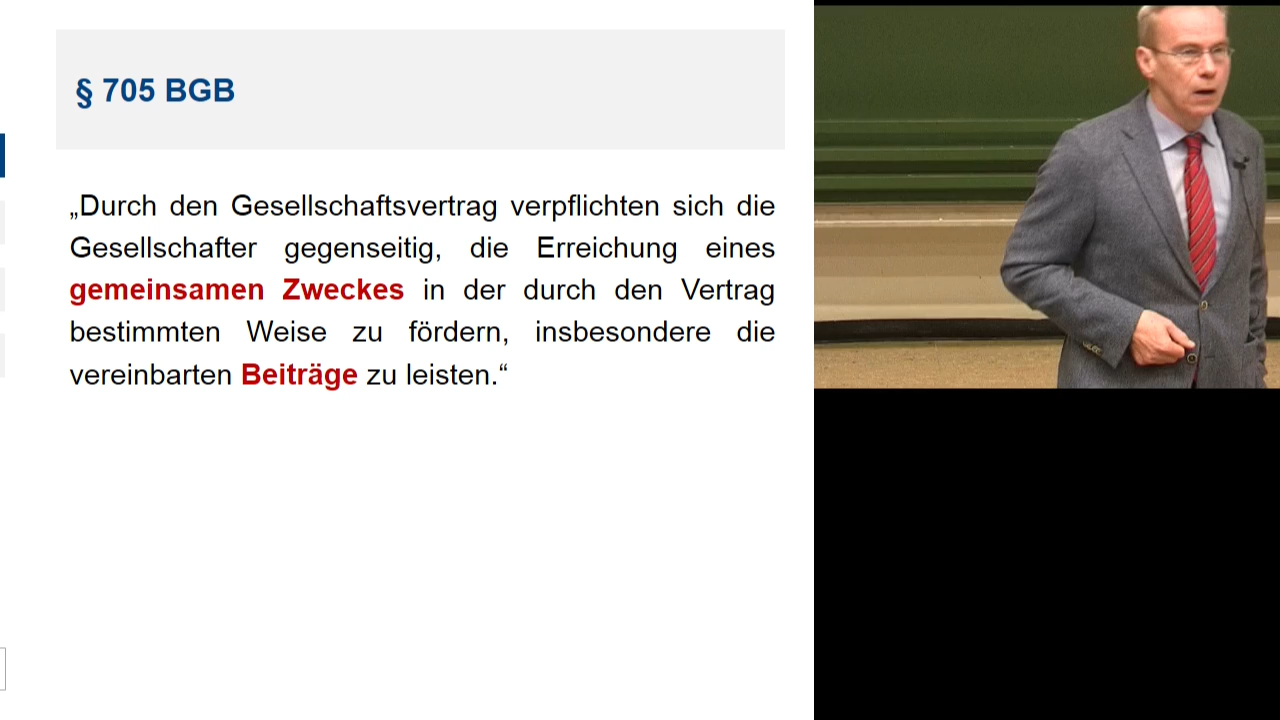 § 705 BGB
„Durch den Gesellschaftsvertrag verpflichten sich die
Gesellschafter gegenseitig, die Erreichung eines
gemeinsamen Zweckes in der durch den Vertrag
bestimmten Weise zu fördern, insbesondere die
vereinbarten Beiträge zu leisten.“